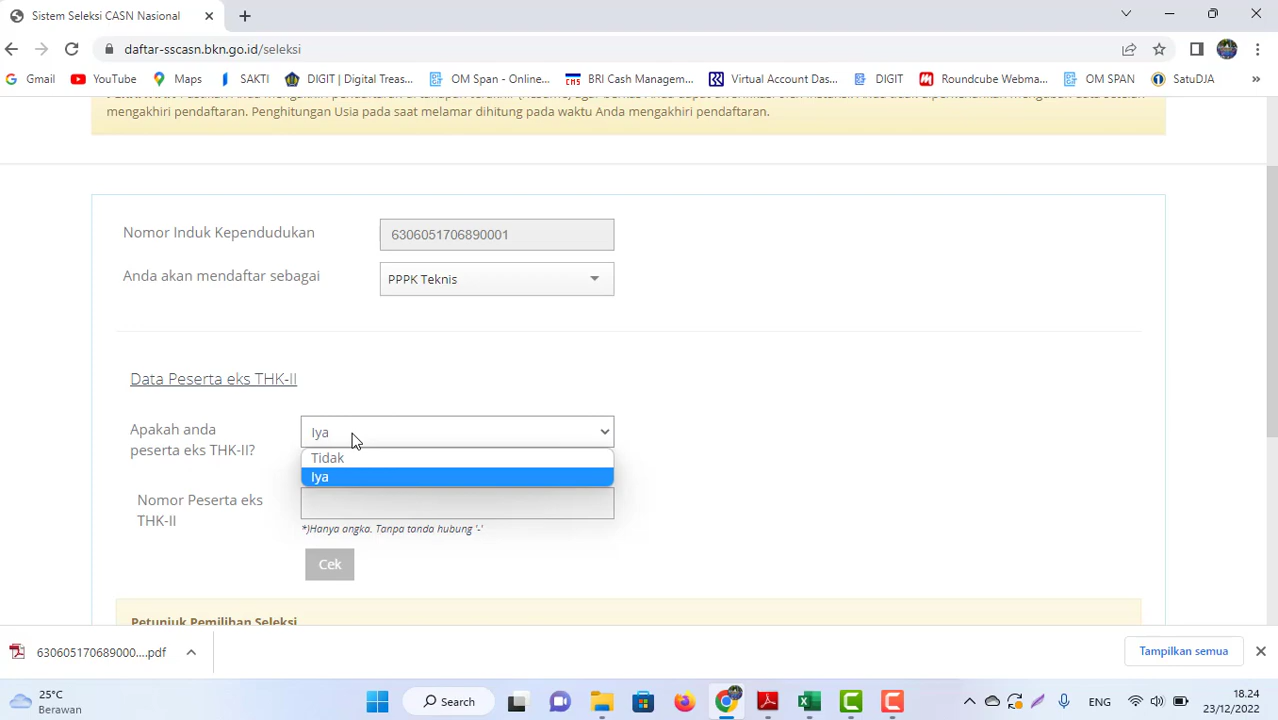 Sistem Seleksi CASN Nasional
daftar-sscasn.bkn.go.id/seleksi
Gmail YouTube Maps SAKTI DIGIT | Digital Treas... OM Span - Online... CMS BRI Cash Managem... Virtual Account Das... DIGIT Roundcube Webma... OM SPAN SatuDJA »
mengakhiri pendaftaran. Penghitungan Usia pada saat melamar dihitung pada waktu Anda mengakhiri pendaftaran.
Nomor Induk Kependudukan 6306051706890001
Anda akan mendaftar sebagai PPPK Teknis
Data Peserta eks THK-II
Apakah anda
peserta eks THK-II?
Iya
Tidak
Iya
Nomor Peserta eks
THK-II
*)Hanya angka. Tanpa tanda hubung '-'
Cek
Petunjuk Pemilihan Seleksi
630605170689000....pdf Tampilkan semua
25°C
Berawan
Search
ENG
18.24
23/12/2022